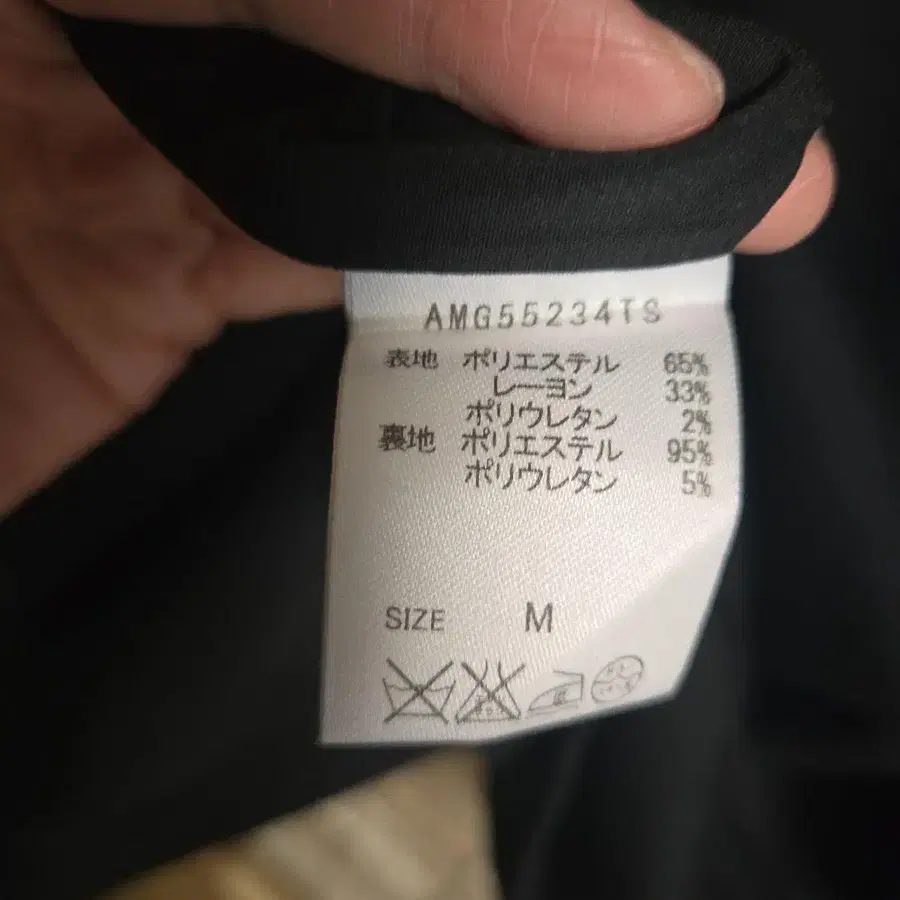 AMG55234TS
表地 ポリエステル 65%
レーヨン 33%
ポリウレタン 2%
裏地 ポリエステル 95%
ポリウレタン 5%
SIZE M